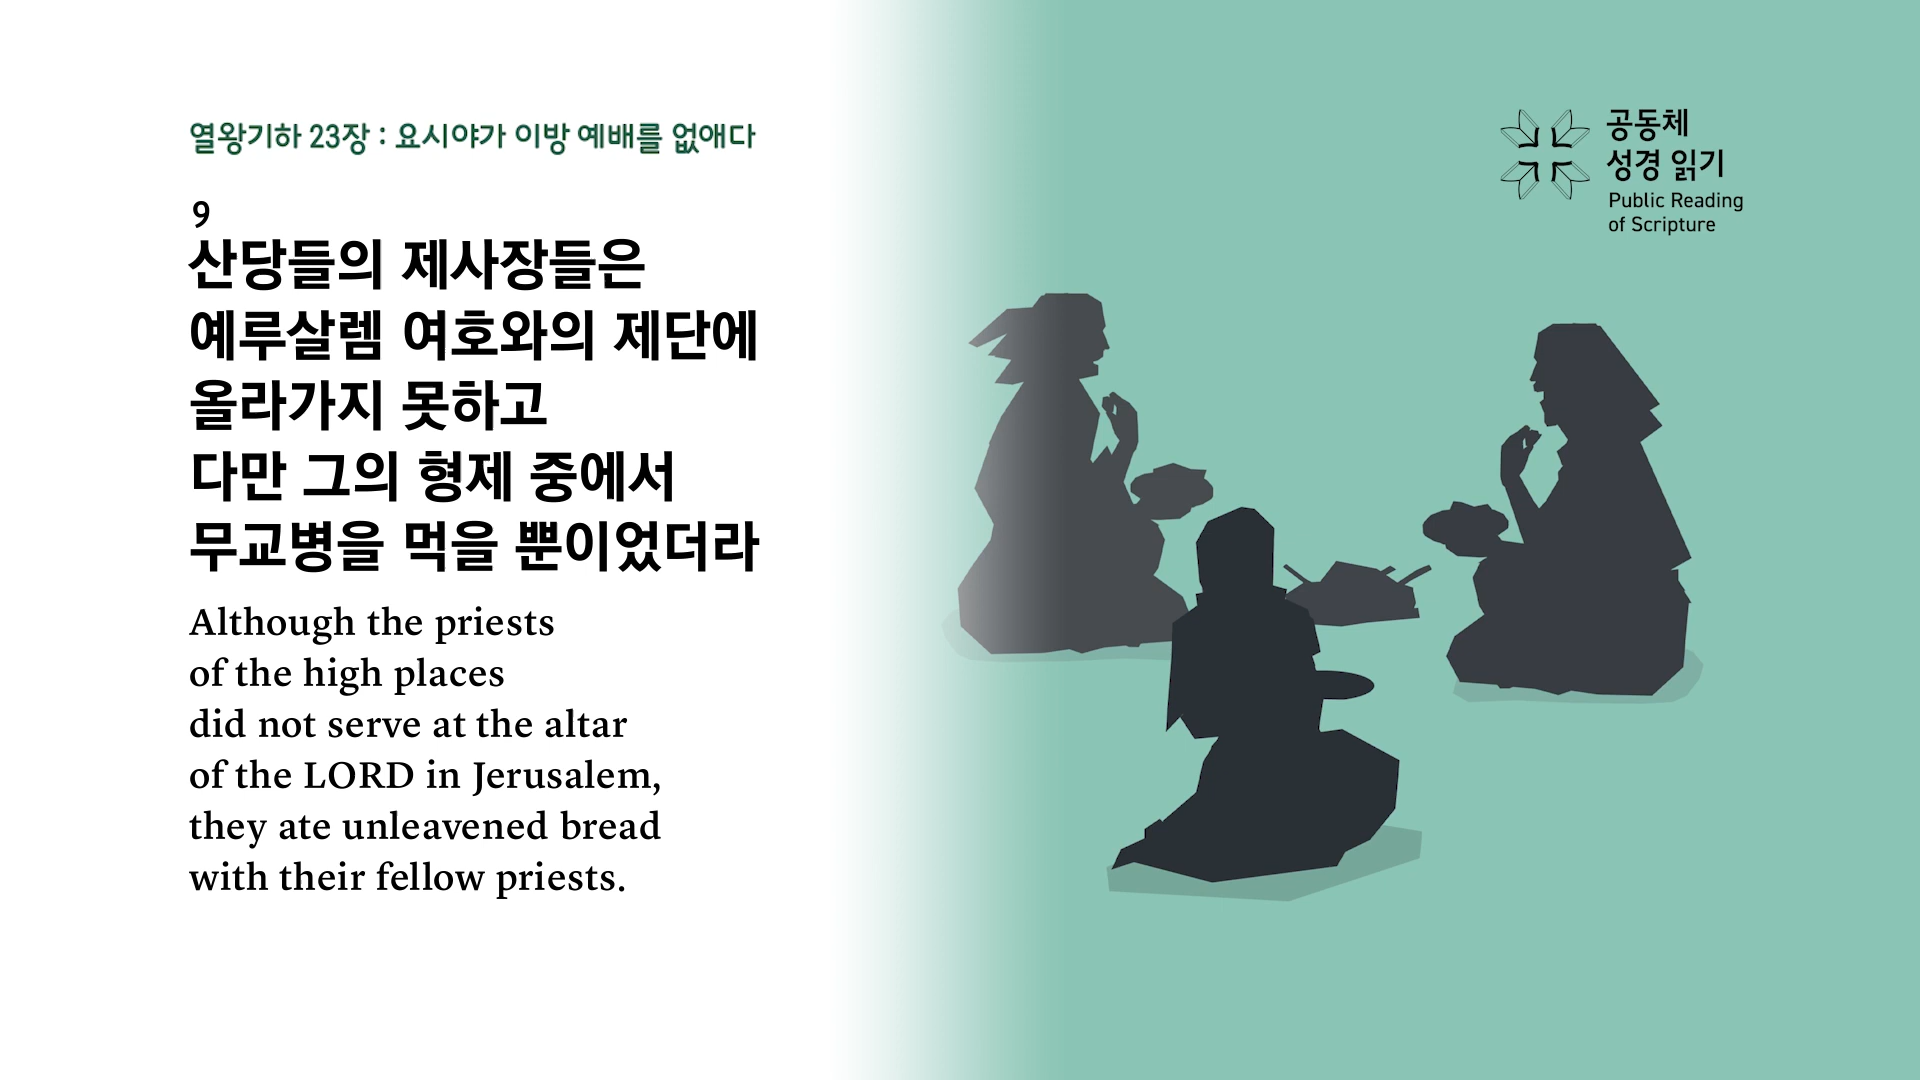 열왕기하 23장 : 요시야가 이방 예배를 없애다
9
산당들의 제사장들은
예루살렘 여호와의 제단에
올라가지 못하고
다만 그의 형제 중에서
무교병을 먹을 뿐이었더라
Although the priests
of the high places
did not serve at the altar
of the LORD in Jerusalem,
they ate unleavened bread
with their fellow priests.
공동체
성경 읽기
Public Reading
of Scripture